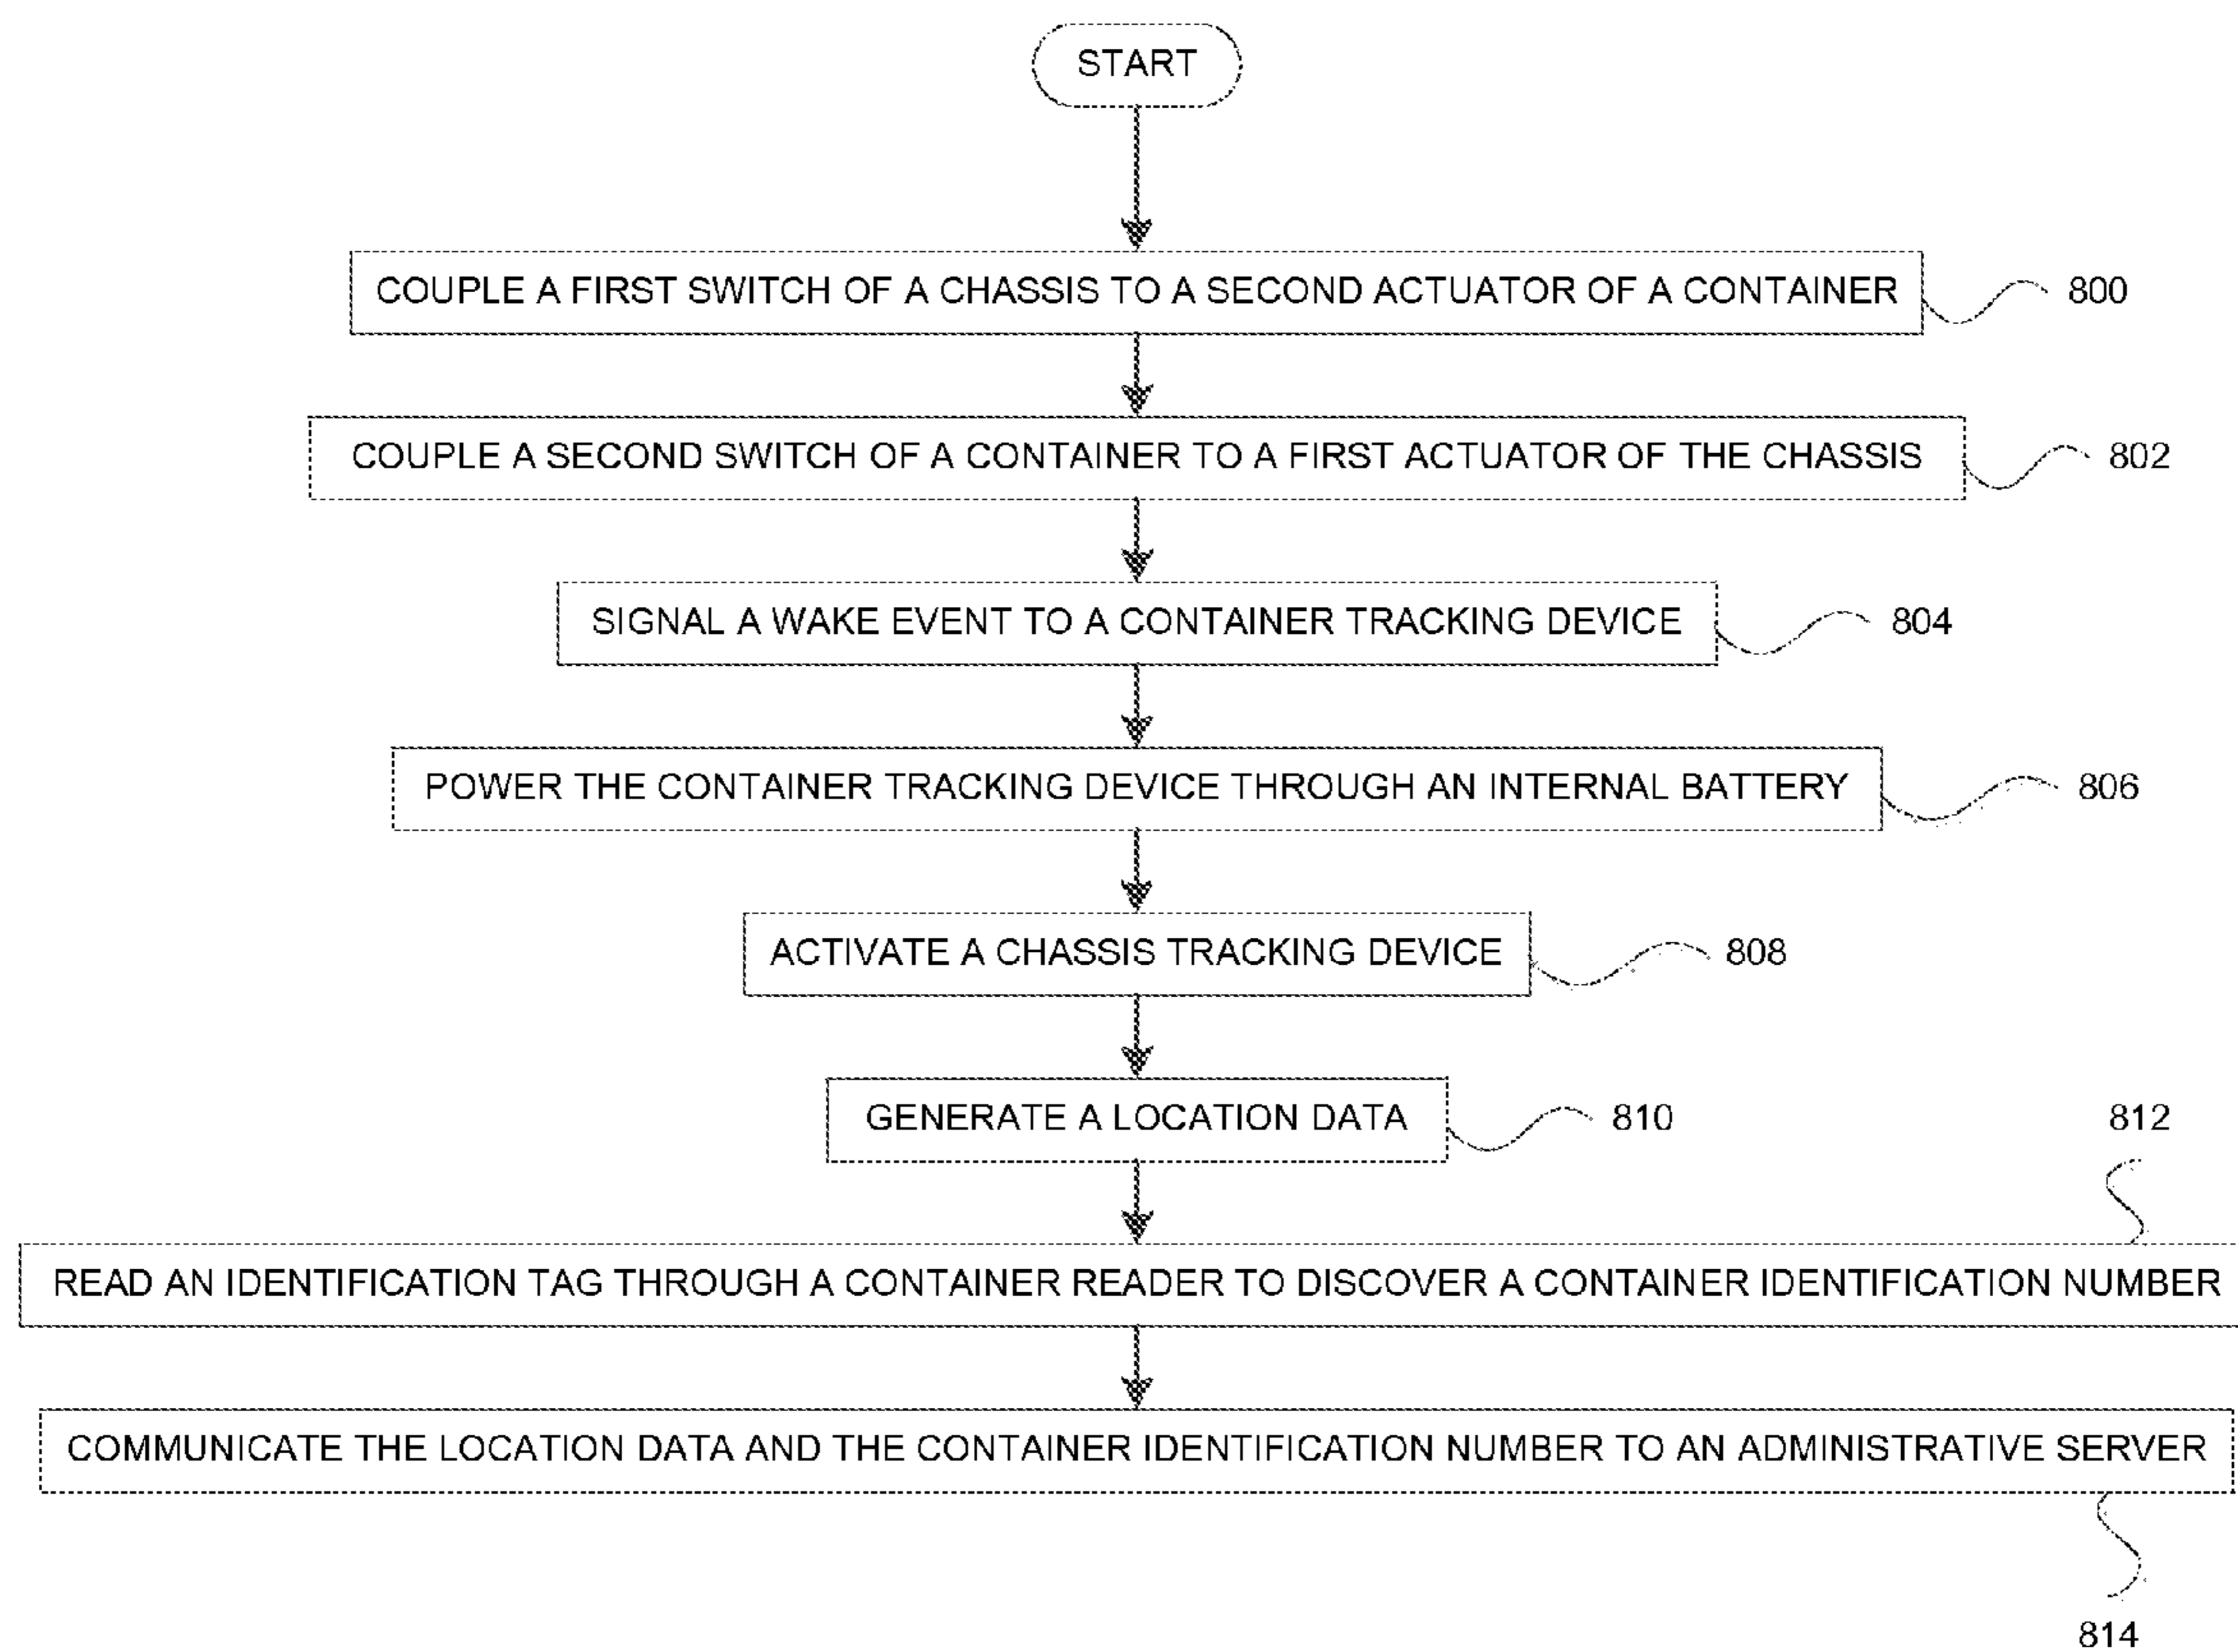 START
COUPLE A FIRST SWITCH OF A CHASSIS TO A SECOND ACTUATOR OF A CONTAINER
800
COUPLE A SECOND SWITCH OF A CONTAINER TO A FIRST ACTUATOR OF THE CHASSIS
802
SIGNAL A WAKE EVENT TO A CONTAINER TRACKING DEVICE
804
POWER THE CONTAINER TRACKING DEVICE THROUGH AN INTERNAL BATTERY
806
ACTIVATE A CHASSIS TRACKING DEVICE
808
GENERATE A LOCATION DATA
810
812
READ AN IDENTIFICATION TAG THROUGH A CONTAINER READER TO DISCOVER A CONTAINER IDENTIFICATION NUMBER
COMMUNICATE THE LOCATION DATA AND THE CONTAINER IDENTIFICATION NUMBER TO AN ADMINISTRATIVE SERVER
814